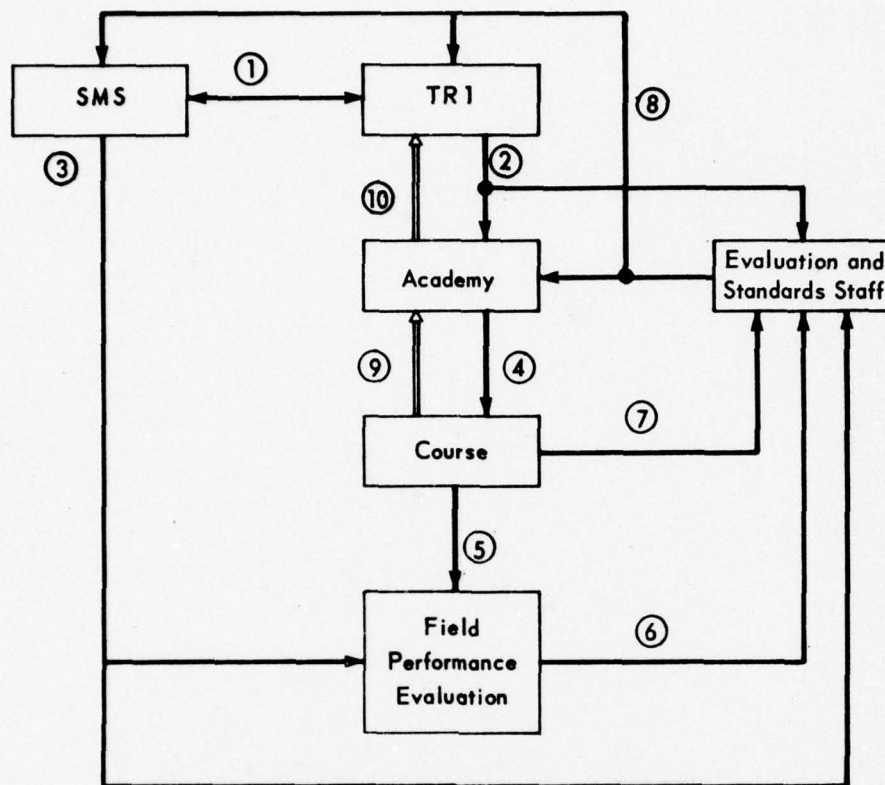 SMS
①
TR1
⑧
③
②
⑩
Academy
Evaluation and
Standards Staff
⑨
④
⑦
Course
⑤
Field
Performance
Evaluation
⑥